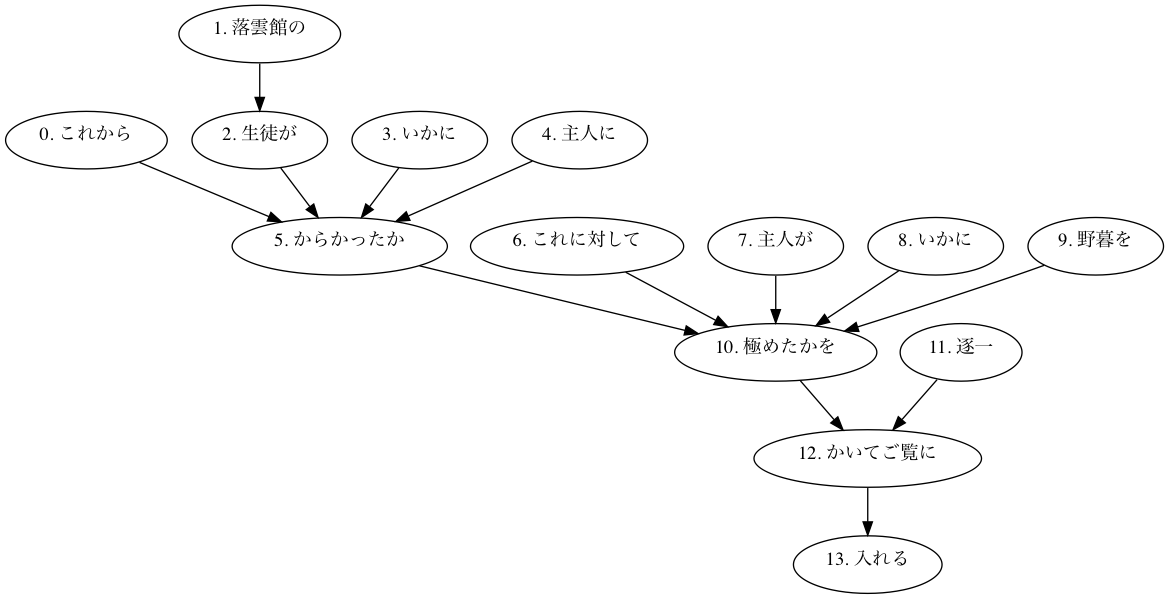 1. 落雲館の
0. これから
2. 生徒が
3. いかに
4. 主人に
5. からかったか
6. これに対して
7. 主人が
8. いかに
9. 野暮を
10. 極めたかを
11. 逐一
12. かいてご覧に
13. 入れる